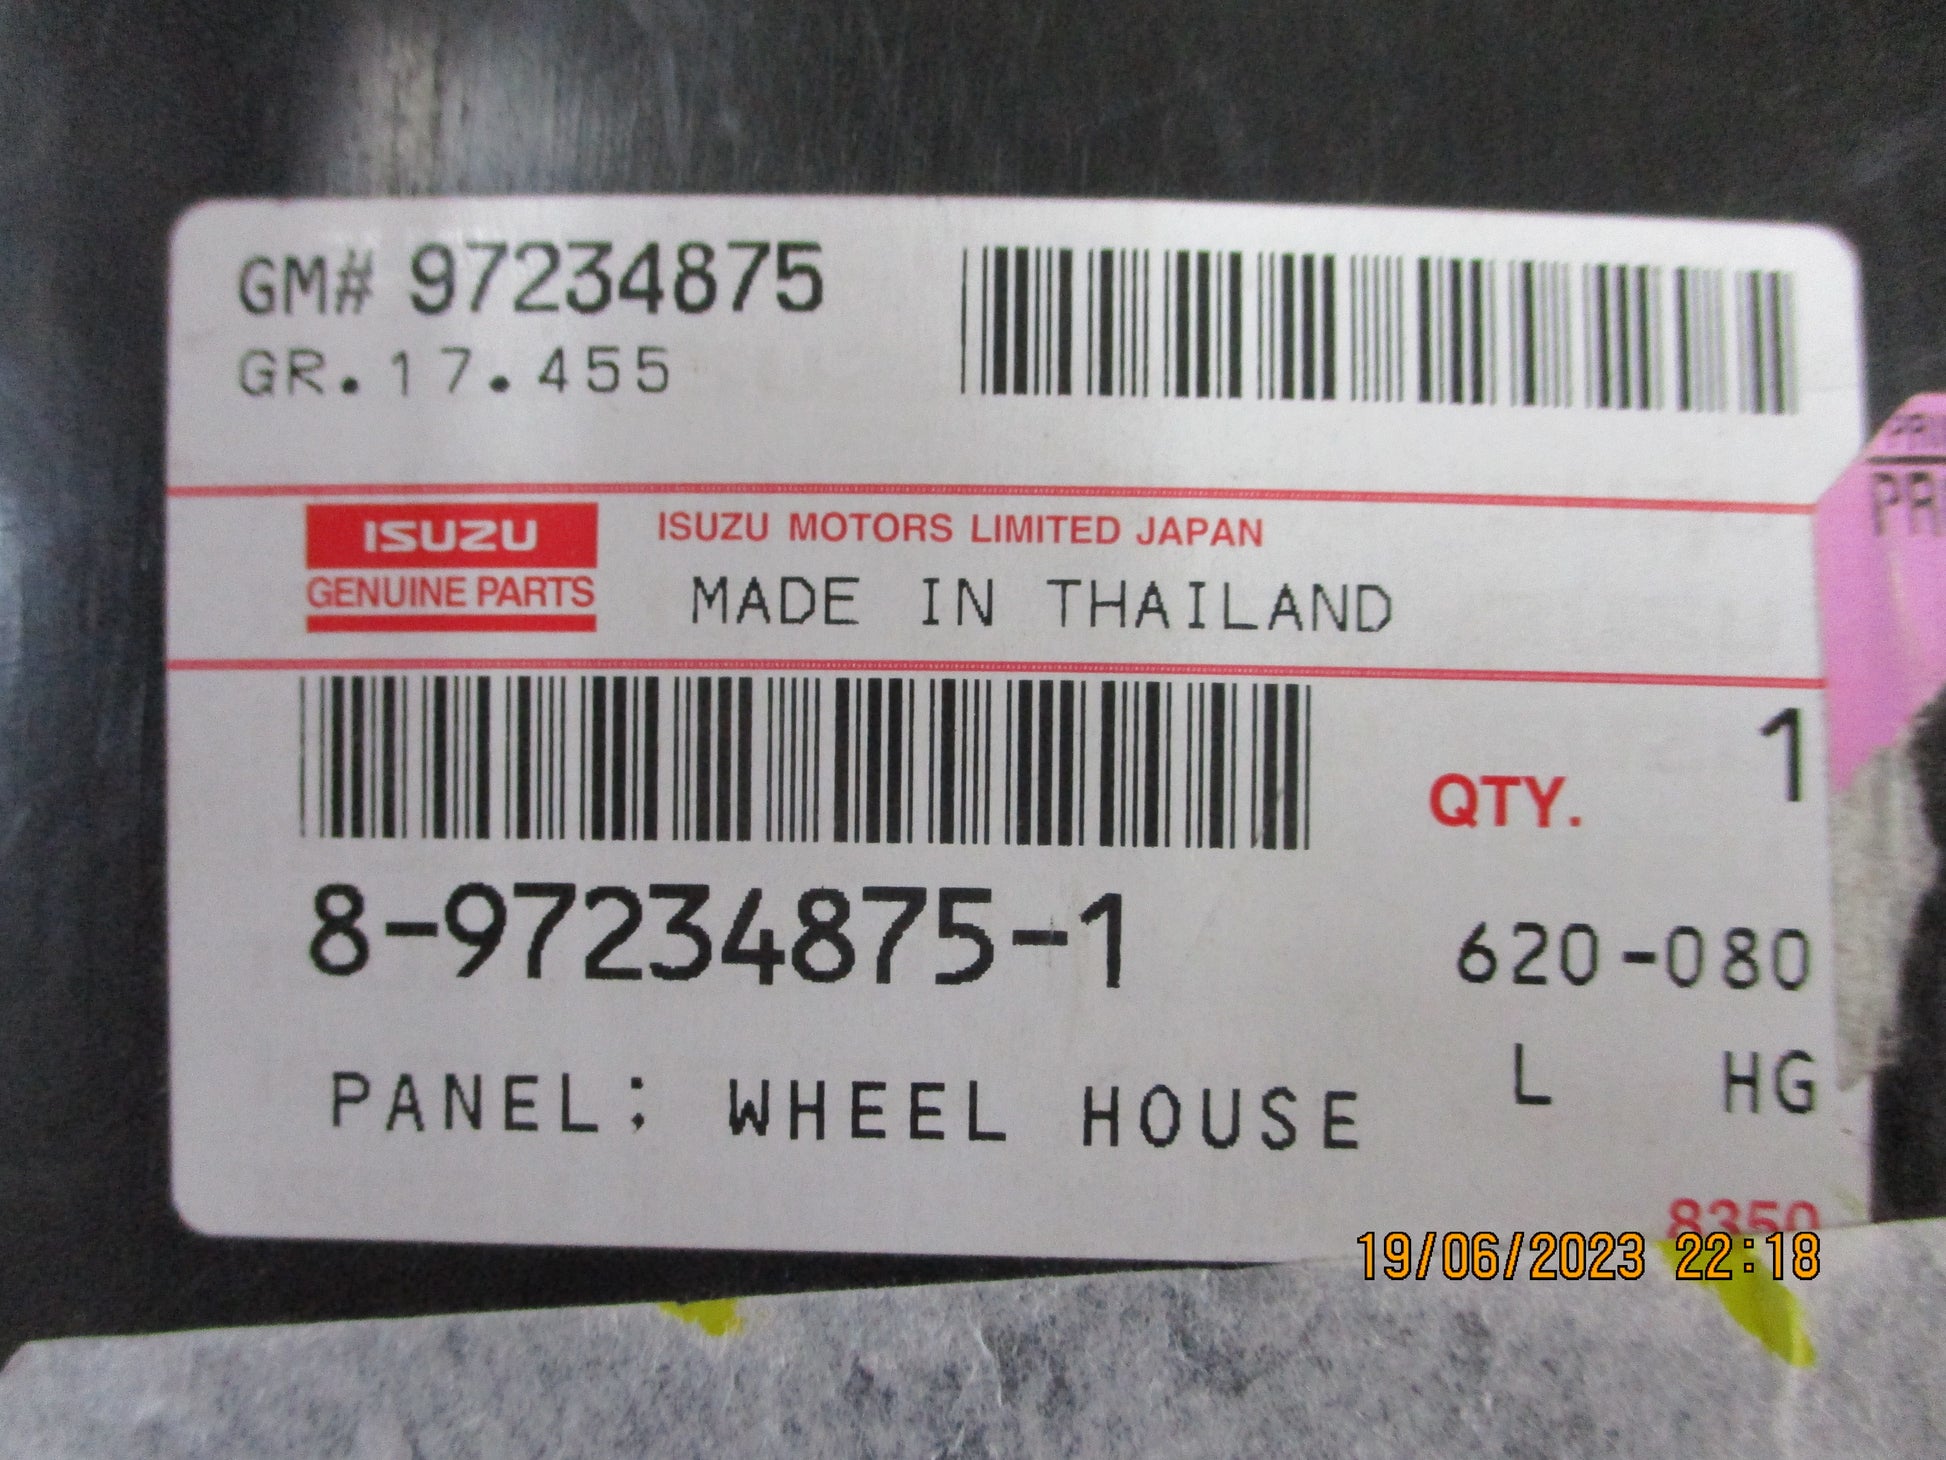 GM# 97234875
GR.17.455
ISUZU
GENUINE PARTS
ISUZU MOTORS LIMITED JAPAN
MADE IN THAILAND
QTY. 1
8-97234875-1
620-080
PANEL; WHEEL HOUSE
L HG
8350
19/06/2023 22:18